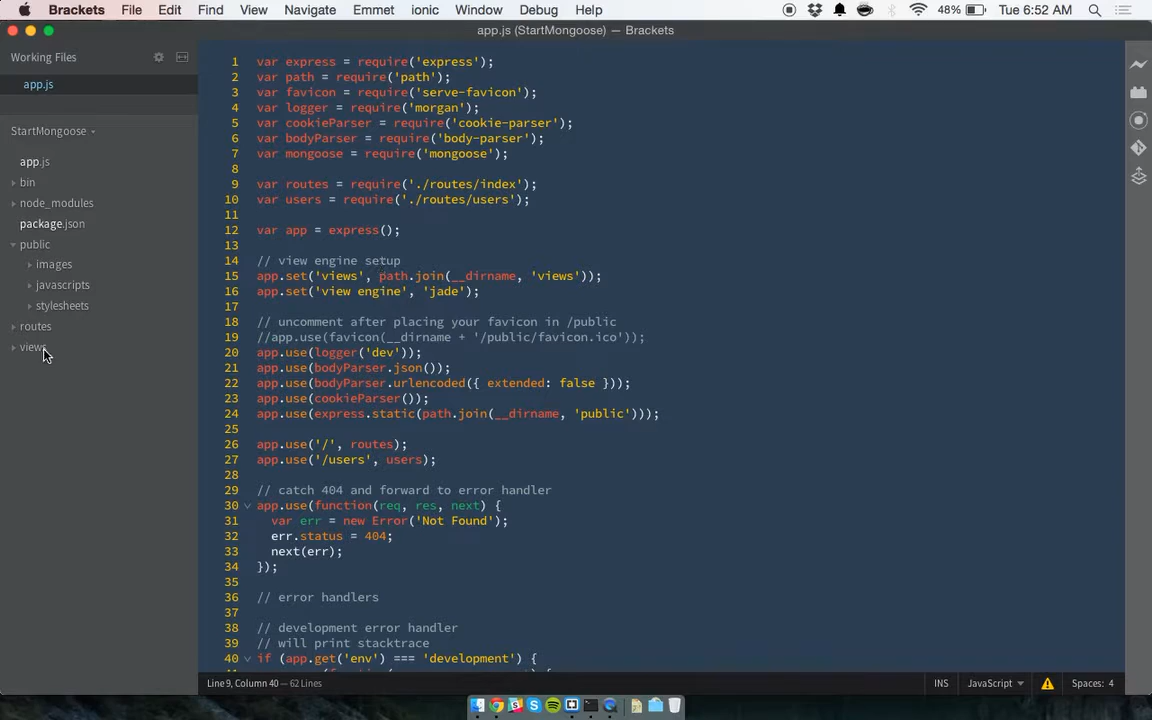 Brackets File Edit Find View Navigate Emmet ionic Window Debug Help 48% Tue 6:52 AM
app.js (StartMongoose) — Brackets
Working Files
app.js
StartMongoose
app.js
bin
node_modules
package.json
public
images
javascripts
stylesheets
routes
views
1 var express = require('express');
2 var path = require('path');
3 var favicon = require('serve-favicon');
4 var logger = require('morgan');
5 var cookieParser = require('cookie-parser');
6 var bodyParser = require('body-parser');
7 var mongoose = require('mongoose');
8
9 var routes = require('./routes/index');
10 var users = require('./routes/users');
11
12 var app = express();
13
14 // view engine setup
15 app.set('views', path.join(__dirname, 'views'));
16 app.set('view engine', 'jade');
17
18 // uncomment after placing your favicon in /public
19 //app.use(favicon(__dirname + '/public/favicon.ico'));
20 app.use(logger('dev'));
21 app.use(bodyParser.json());
22 app.use(bodyParser.urlencoded({ extended: false }));
23 app.use(cookieParser());
24 app.use(express.static(path.join(__dirname, 'public')));
25
26 app.use('/', routes);
27 app.use('/users', users);
28
29 // catch 404 and forward to error handler
30 app.use(function(req, res, next) {
31 var err = new Error('Not Found');
32 err.status = 404;
33 next(err);
34 });
35
36 // error handlers
37
38 // development error handler
39 // will print stacktrace
40 if (app.get('env') === 'development') {
Line 9, Column 40 — 62 Lines INS JavaScript Spaces: 4